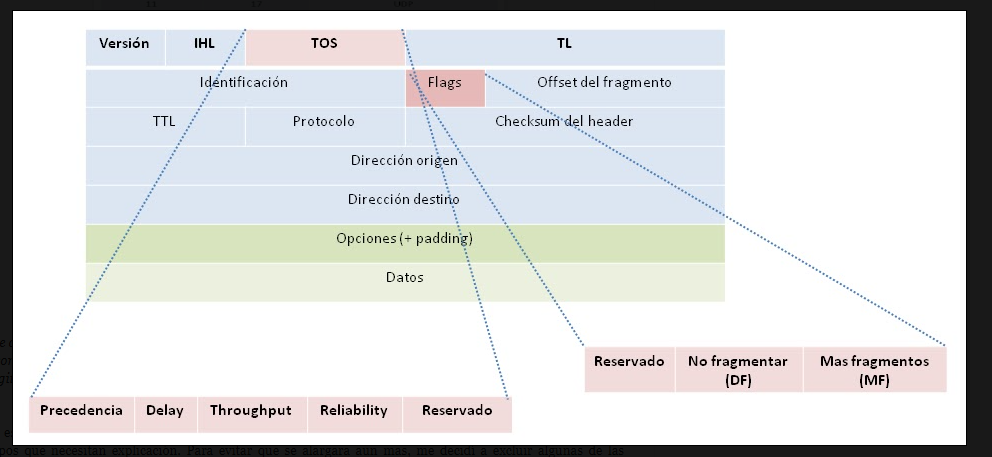 Versión IHL TOS TL
Identificación Flags Offset del fragmento
TTL Protocolo Checksum del header
Dirección origen
Dirección destino
Opciones (+ padding)
Datos
Reservado No fragmentar (DF) Mas fragmentos (MF)
Precedencia Delay Throughput Reliability Reservado
pos que necesitan explicación. Para evitar que se alargara aún más, me decidí a excluir algunas de las